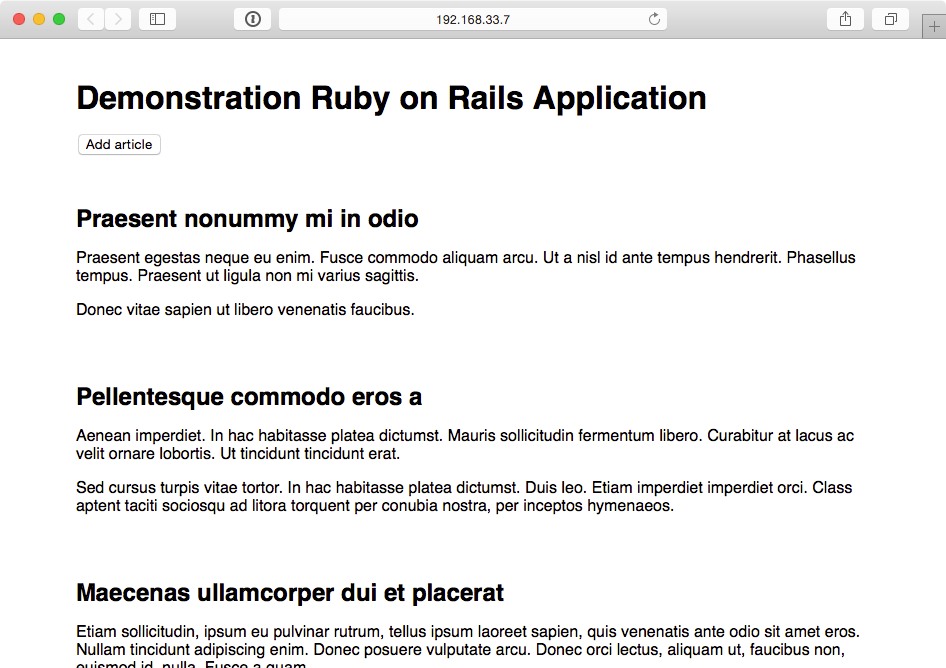 192.168.33.7
Demonstration Ruby on Rails Application
Add article
Praesent nonummy mi in odio
Praesent egestas neque eu enim. Fusce commodo aliquam arcu. Ut a nisl id ante tempus hendrerit. Phasellus
tempus. Praesent ut ligula non mi varius sagittis.
Donec vitae sapien ut libero venenatis faucibus.
Pellentesque commodo eros a
Aenean imperdiet. In hac habitasse platea dictumst. Mauris sollicitudin fermentum libero. Curabitur at lacus ac
velit ornare lobortis. Ut tincidunt tincidunt erat.
Sed cursus turpis vitae tortor. In hac habitasse platea dictumst. Duis leo. Etiam imperdiet imperdiet orci. Class
aptent taciti sociosqu ad litora torquent per conubia nostra, per inceptos hymenaeos.
Maecenas ullamcorper dui et placerat
Etiam sollicitudin, ipsum eu pulvinar rutrum, tellus ipsum laoreet sapien, quis venenatis ante odio sit amet eros.
Nullam tincidunt adipiscing enim. Donec posuere vulputate arcu. Donec orci lectus, aliquam ut, faucibus non,
euismod id, nulla. Fusce a quam.